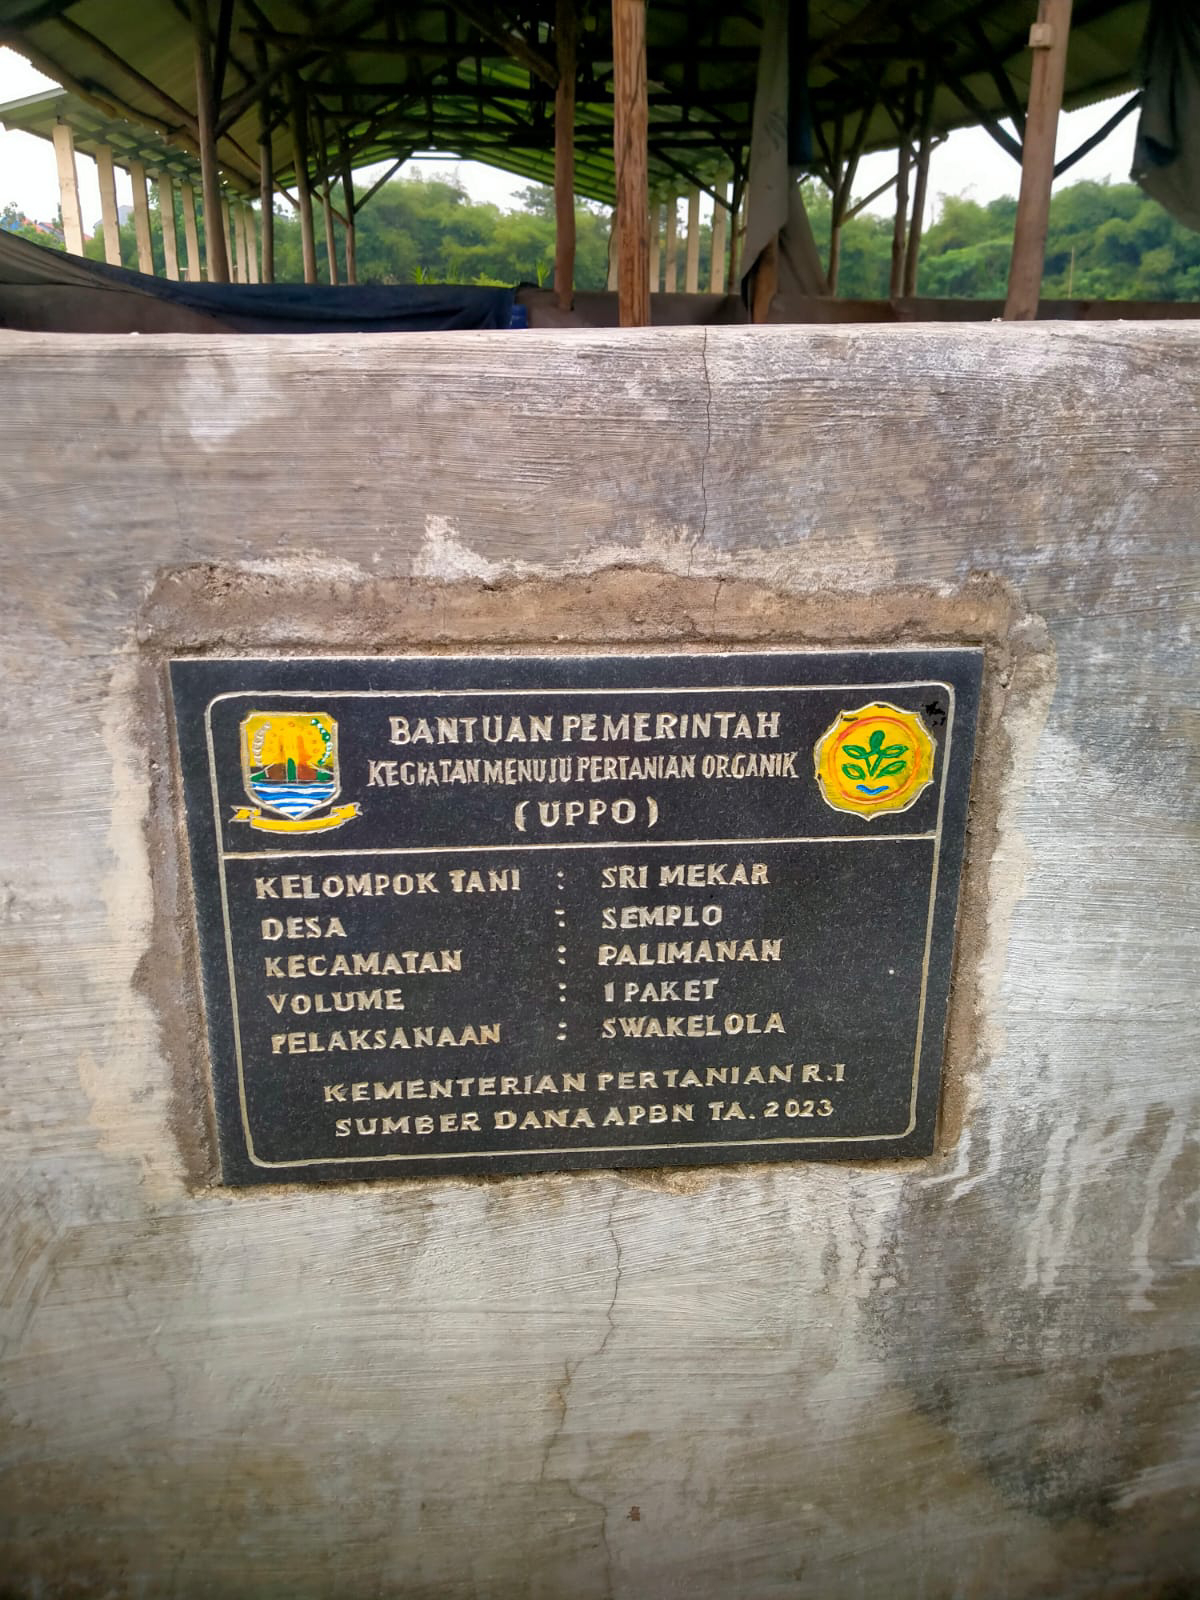 BANTUAN PEMERINTAH
KEGIATAN MENUJU PERTANIAN ORGANIK
(UPPO)
KELOMPOK TANI : SRI MEKAR
DESA : SEMPLO
KECAMATAN : PALIMANAN
VOLUME : 1 PAKET
PELAKSANAAN : SWAKELOLA
KEMENTERIAN PERTANIAN R.I
SUMBER DANA APBN TA. 2023